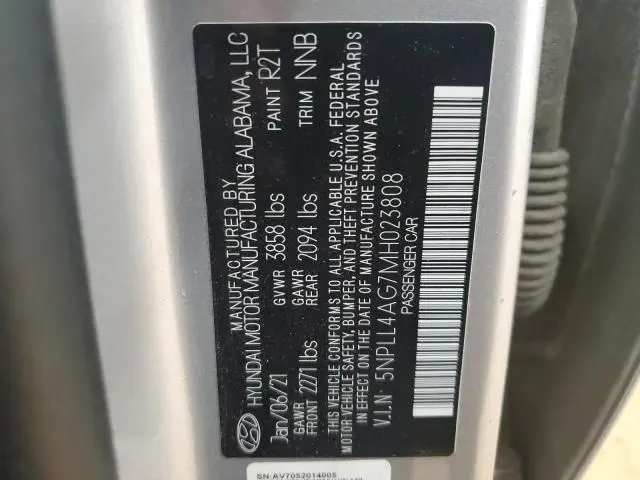 MANUFACTURED BY
HYUNDAI MOTOR MANUFACTURING ALABAMA, LLC
Jan/06/21 GVWR 3858 lbs PAINT R2T
GAWR FRONT 2271 lbs GAWR REAR 2094 lbs TRIM NNB
THIS VEHICLE CONFORMS TO ALL APPLICABLE U.S.A. FEDERAL
MOTOR VEHICLE SAFETY, BUMPER, AND THEFT PREVENTION STANDARDS
IN EFFECT ON THE DATE OF MANUFACTURE SHOWN ABOVE.
V.I.N: 5NPLL4AG7MH023808
PASSENGER CAR
SN:AV7052014005